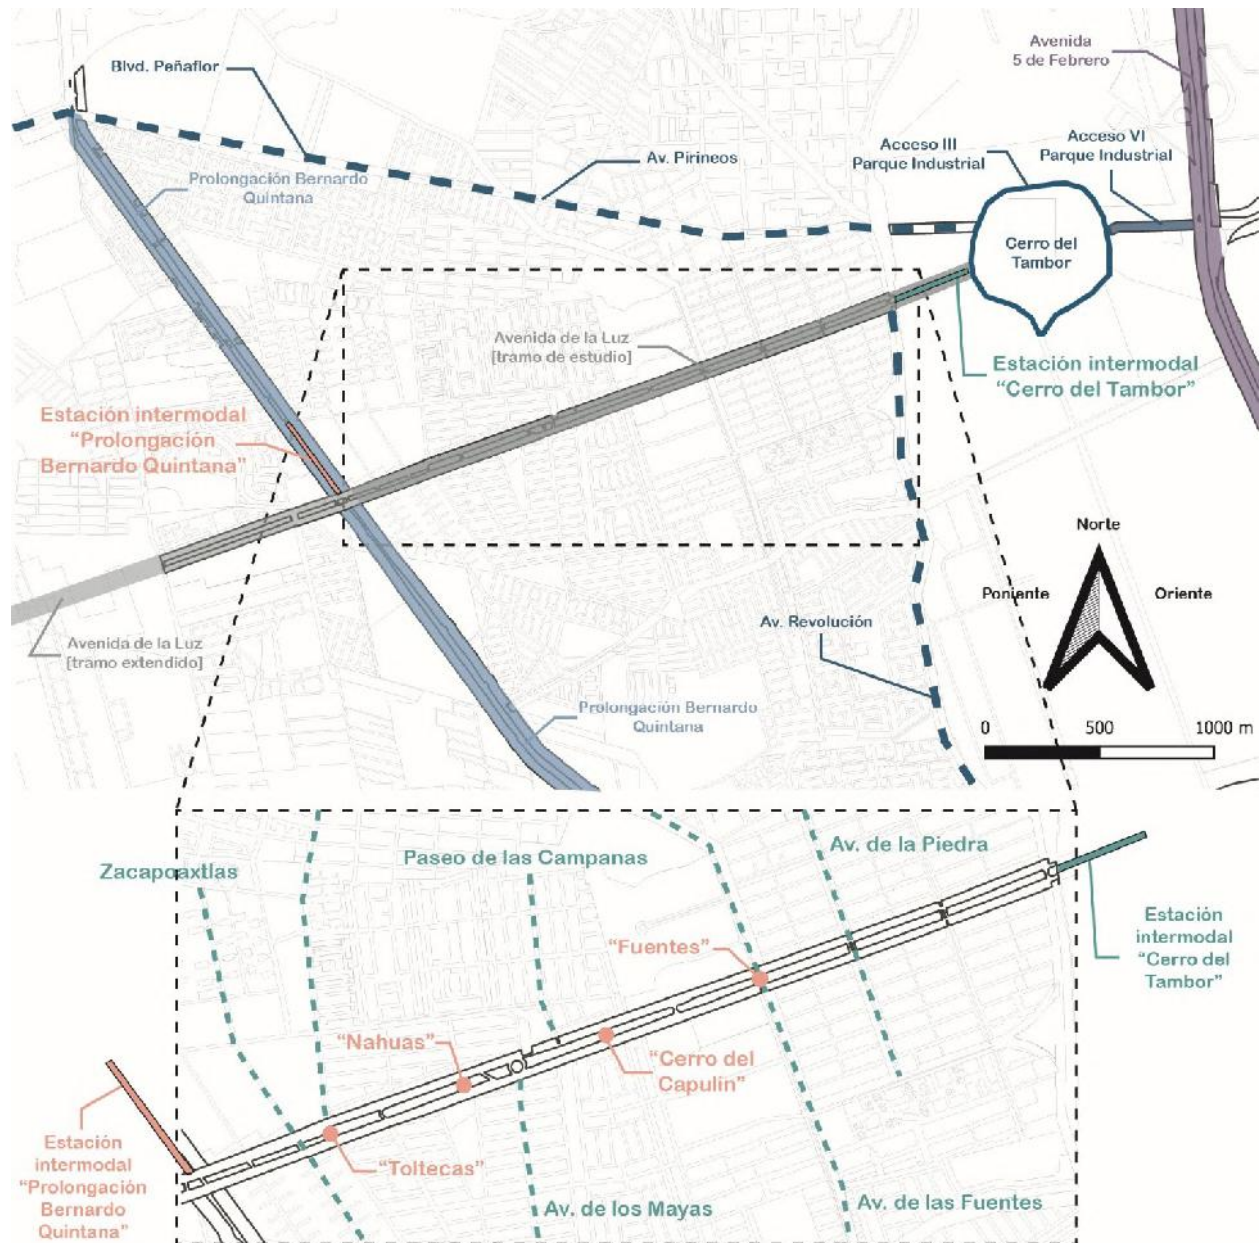 Avenida
5 de Febrero
Blvd. Peñaflor
Av. Pirineos
Acceso III
Parque Industrial
Acceso VI
Parque Industrial
Prolongación Bernardo
Quintana
Cerro del
Tambor
Avenida de la Luz
[tramo de estudio]
Estación intermodal
“Cerro del Tambor”
Estación intermodal
“Prolongación
Bernardo Quintana”
Norte
Poniente
Oriente
Av. Revolución
Avenida de la Luz
[tramo extendido]
Prolongación Bernardo
Quintana
0
500
1000 m
Zacapoaxtlas
Paseo de las Campanas
Av. de la Piedra
“Fuentes”
Estación
intermodal
“Cerro del
Tambor”
“Nahuas”
“Cerro del
Capulín”
Estación
intermodal
“Prolongación
Bernardo
Quintana”
“Toltecas”
Av. de los Mayas
Av. de las Fuentes